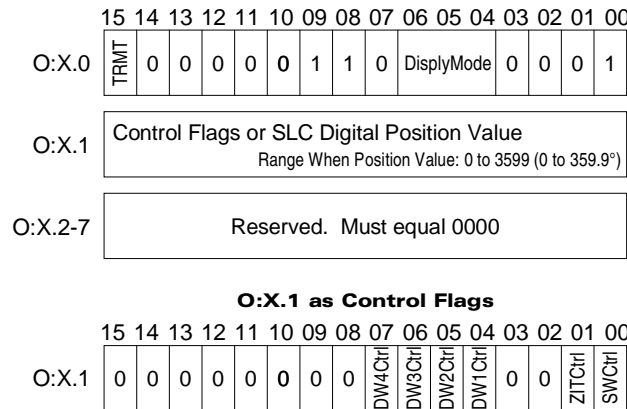 15 14 13 12 11 10 09 08 07 06 05 04 03 02 01 00
O:X.0 TRMT 0 0 0 0 0 1 1 0 DisplyMode 0 0 0 1
O:X.1 Control Flags or SLC Digital Position Value
Range When Position Value: 0 to 3599 (0 to 359.9°)
O:X.2-7 Reserved. Must equal 0000
O:X.1 as Control Flags
15 14 13 12 11 10 09 08 07 06 05 04 03 02 01 00
O:X.1 0 0 0 0 0 0 0 0 DW4Ctrl DW3Ctrl DW2Ctrl DW1Ctrl 0 0 ZITCtrl SWCtrl